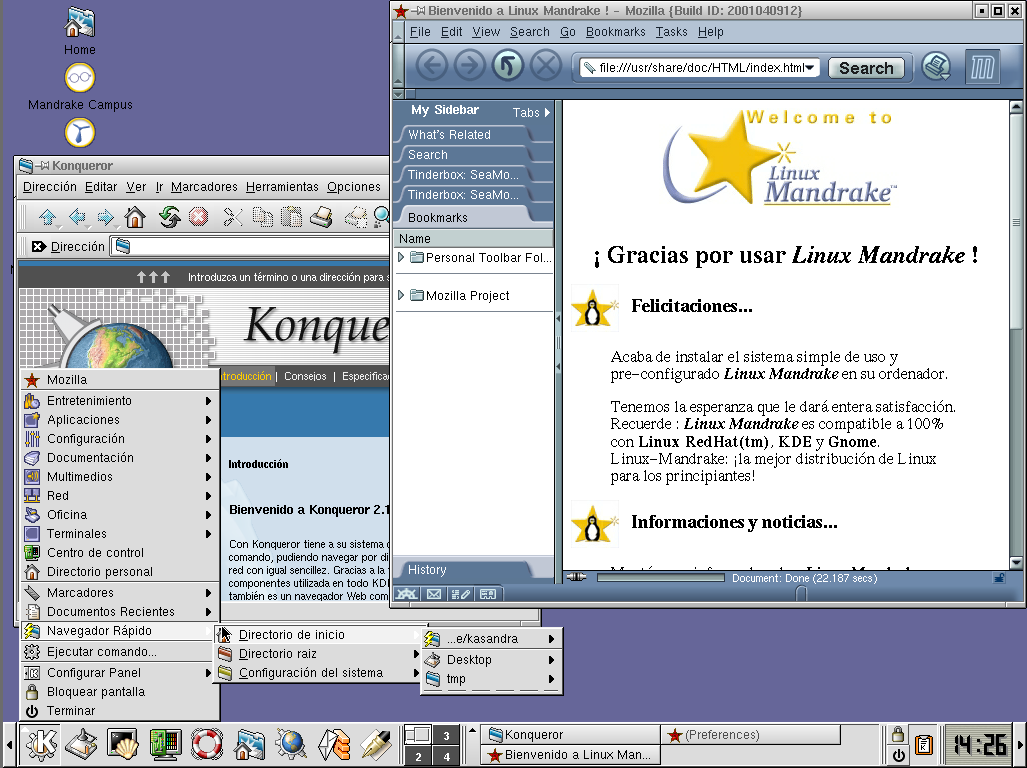 Home
Mandrake Campus
Konqueror
Dirección Editar Ver Ir Marcadores Herramientas Opciones
Dirección
Introduzca un término o una dirección para
Konque
troducción | Consejos | Especifica
Introducción
Bienvenido a Konqueror 2.1
Con Konqueror tiene a su sistema
comando, pudiendo navegar por di
red con igual sencillez. Gracias a la
componentes utilizada en todo KD
también es un navegador Web com
Mozilla
Entretenimiento
Aplicaciones
Configuración
Documentación
Multimedios
Red
Oficina
Terminales
Centro de control
Directorio personal
Marcadores
Documentos Recientes
Navegador Rápido
Ejecutar comando...
Configurar Panel
Bloquear pantalla
Terminar
Directorio de inicio
Directorio raiz
Configuración del sistema
...e/kasandra
Desktop
tmp
Bienvenido a Linux Mandrake ! - Mozilla {Build ID: 2001040912}
File Edit View Search Go Bookmarks Tasks Help
file:///usr/share/doc/HTML/index.html
Search
My Sidebar
Tabs
What's Related
Search
Tinderbox: SeaMo...
Tinderbox: SeaMo...
Bookmarks
Name
Personal Toolbar Fol...
Mozilla Project
History
Welcome to
Linux
Mandrake™
¡ Gracias por usar Linux Mandrake !
Felicitaciones...
Acaba de instalar el sistema simple de uso y
pre-configurado Linux Mandrake en su ordenador.
Tenemos la esperanza que le dará entera satisfacción.
Recuerde : Linux Mandrake es compatible a 100%
con Linux RedHat(tm), KDE y Gnome.
Linux-Mandrake: ¡la mejor distribución de Linux
para los principiantes!
Informaciones y noticias...
Document: Done (22.187 secs)
3
2 4
Konqueror
(Preferences)
Bienvenido a Linux Man...
14:26